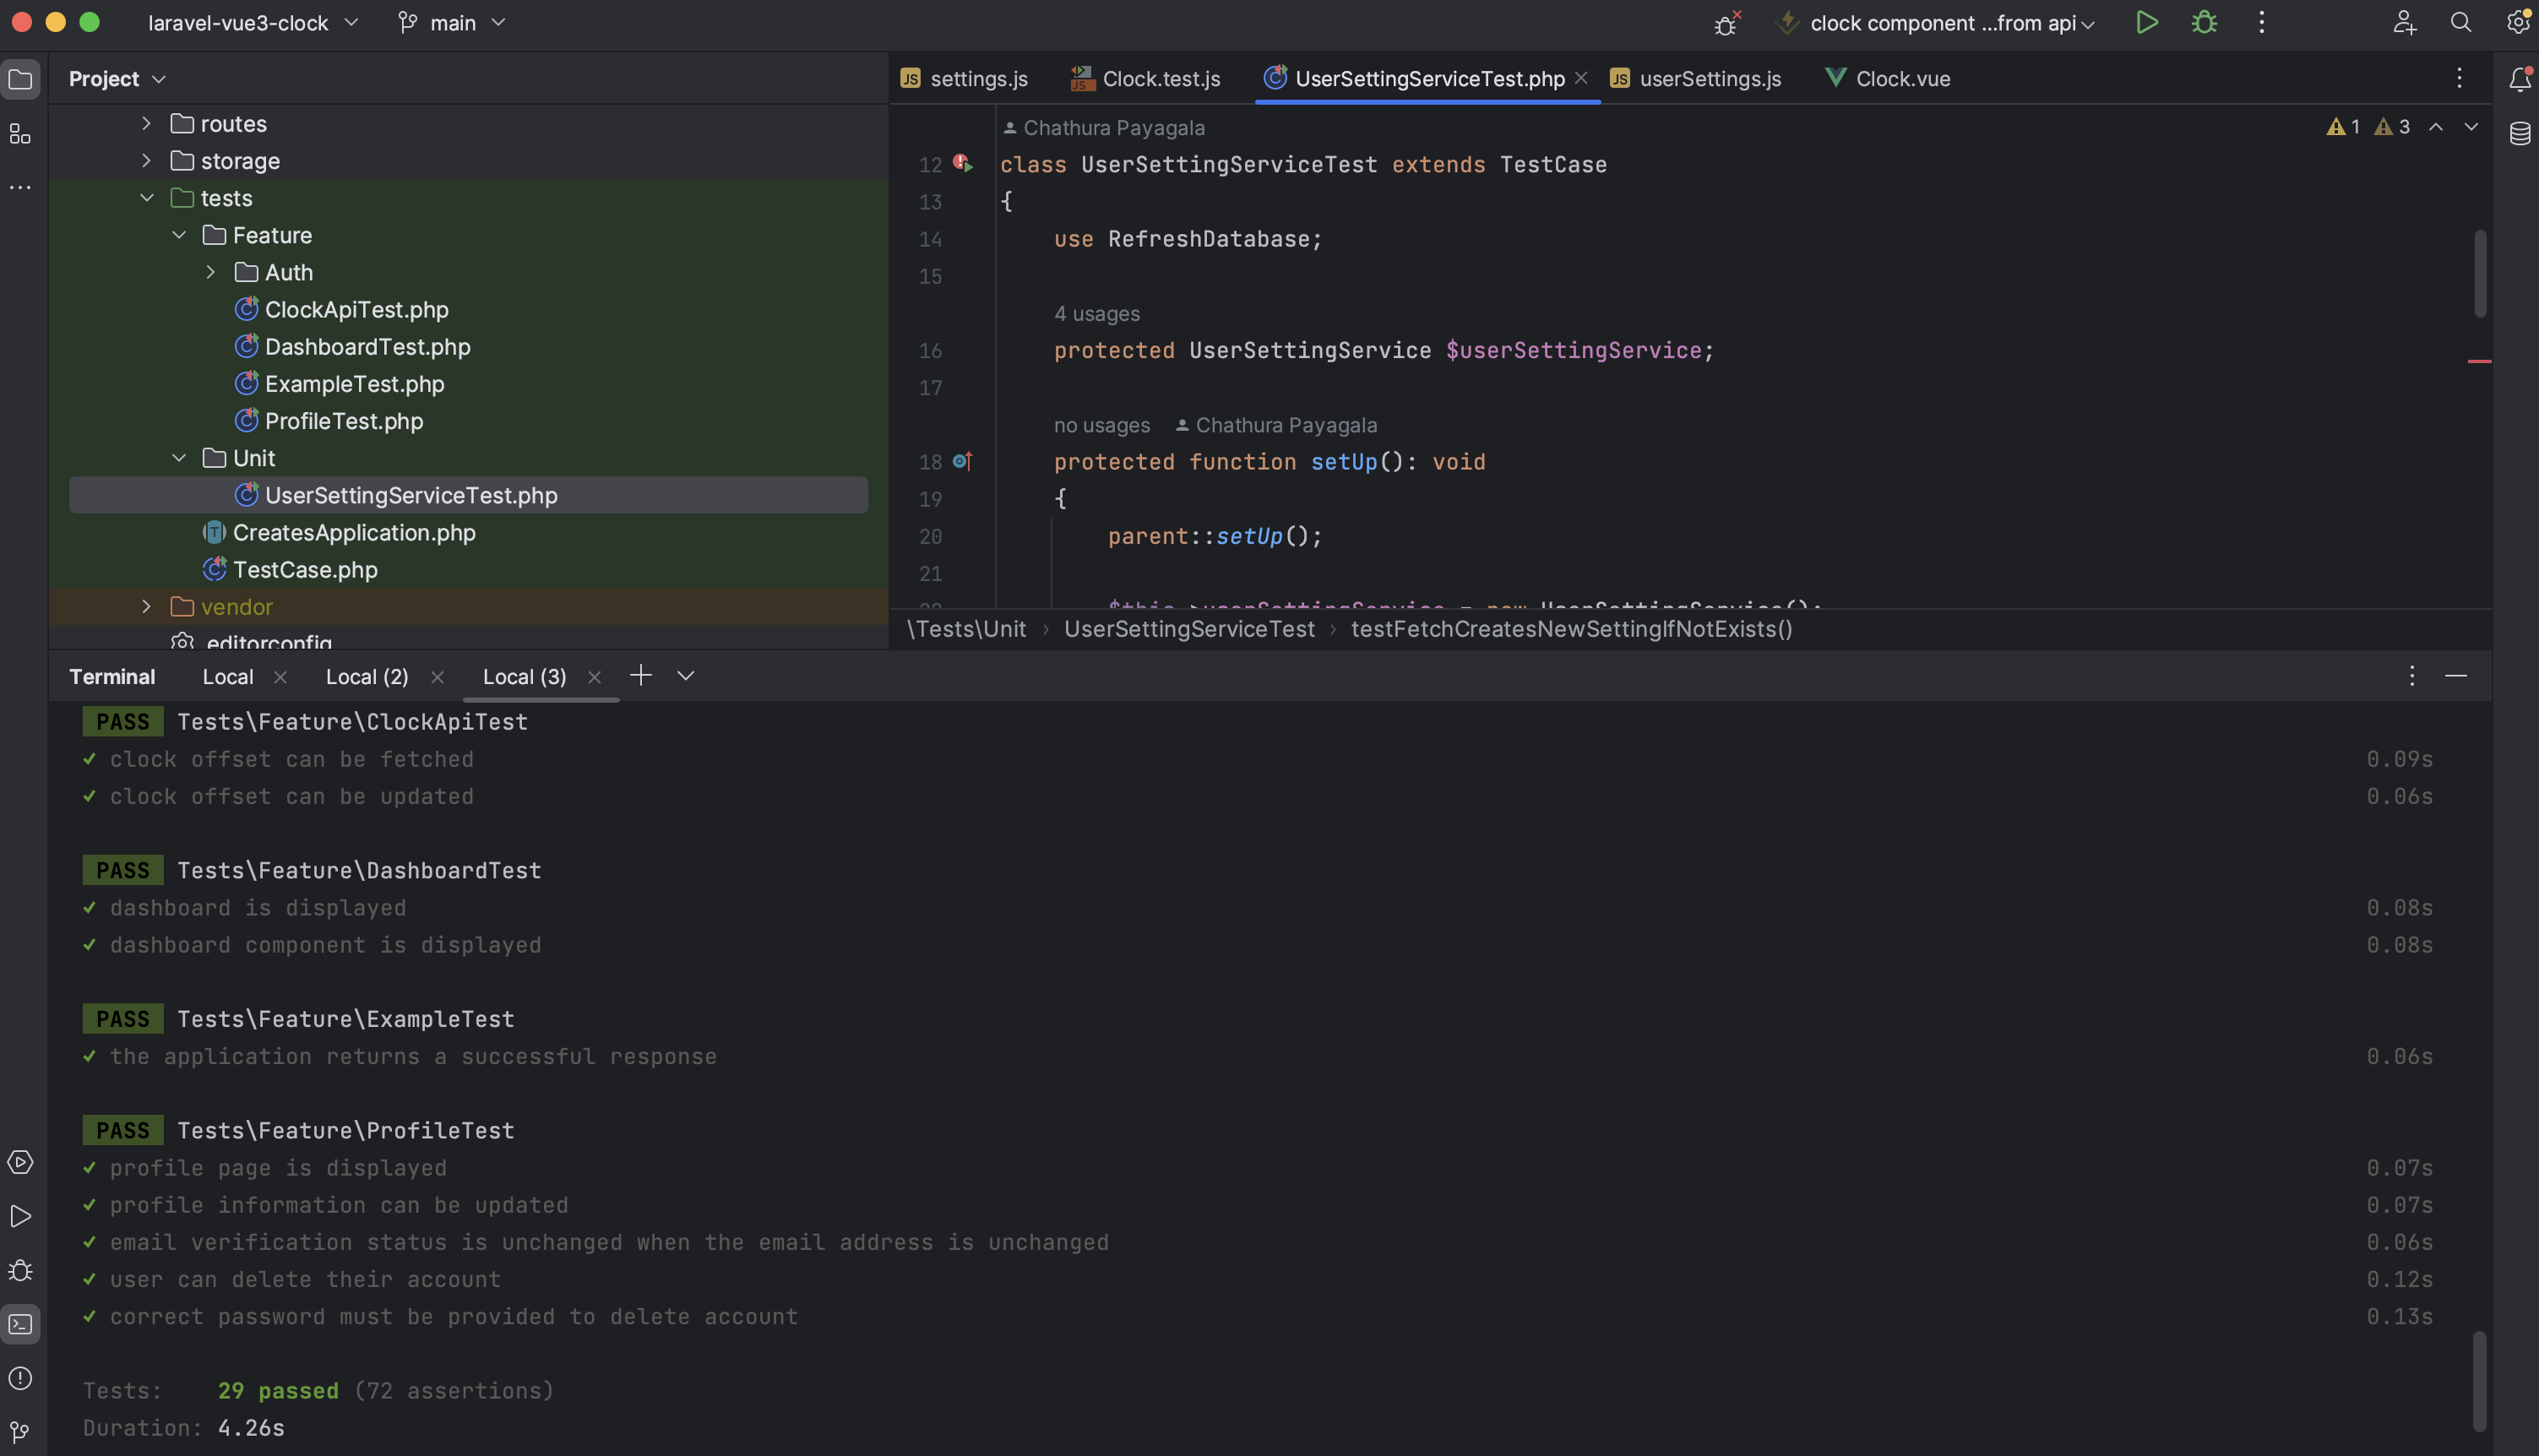 laravel-vue3-clock
main
clock component ...from api
Project
routes
storage
tests
Feature
Auth
ClockApiTest.php
DashboardTest.php
ExampleTest.php
ProfileTest.php
Unit
UserSettingServiceTest.php
CreatesApplication.php
TestCase.php
vendor
.editorconfig
settings.js
Clock.test.js
UserSettingServiceTest.php
userSettings.js
Clock.vue
Chathura Payagala
1 3
12 class UserSettingServiceTest extends TestCase
13 {
14 use RefreshDatabase;
15
4 usages
16 protected UserSettingService $userSettingService;
17
no usages Chathura Payagala
18 protected function setUp(): void
19 {
20 parent::setUp();
21
22 $this->userSettingService = new UserSettingService();
\Tests\Unit › UserSettingServiceTest › testFetchCreatesNewSettingIfNotExists()
Terminal Local Local (2) Local (3)
PASS Tests\Feature\ClockApiTest
✓ clock offset can be fetched 0.09s
✓ clock offset can be updated 0.06s
PASS Tests\Feature\DashboardTest
✓ dashboard is displayed 0.08s
✓ dashboard component is displayed 0.08s
PASS Tests\Feature\ExampleTest
✓ the application returns a successful response 0.06s
PASS Tests\Feature\ProfileTest
✓ profile page is displayed 0.07s
✓ profile information can be updated 0.07s
✓ email verification status is unchanged when the email address is unchanged 0.06s
✓ user can delete their account 0.12s
✓ correct password must be provided to delete account 0.13s
Tests: 29 passed (72 assertions)
Duration: 4.26s